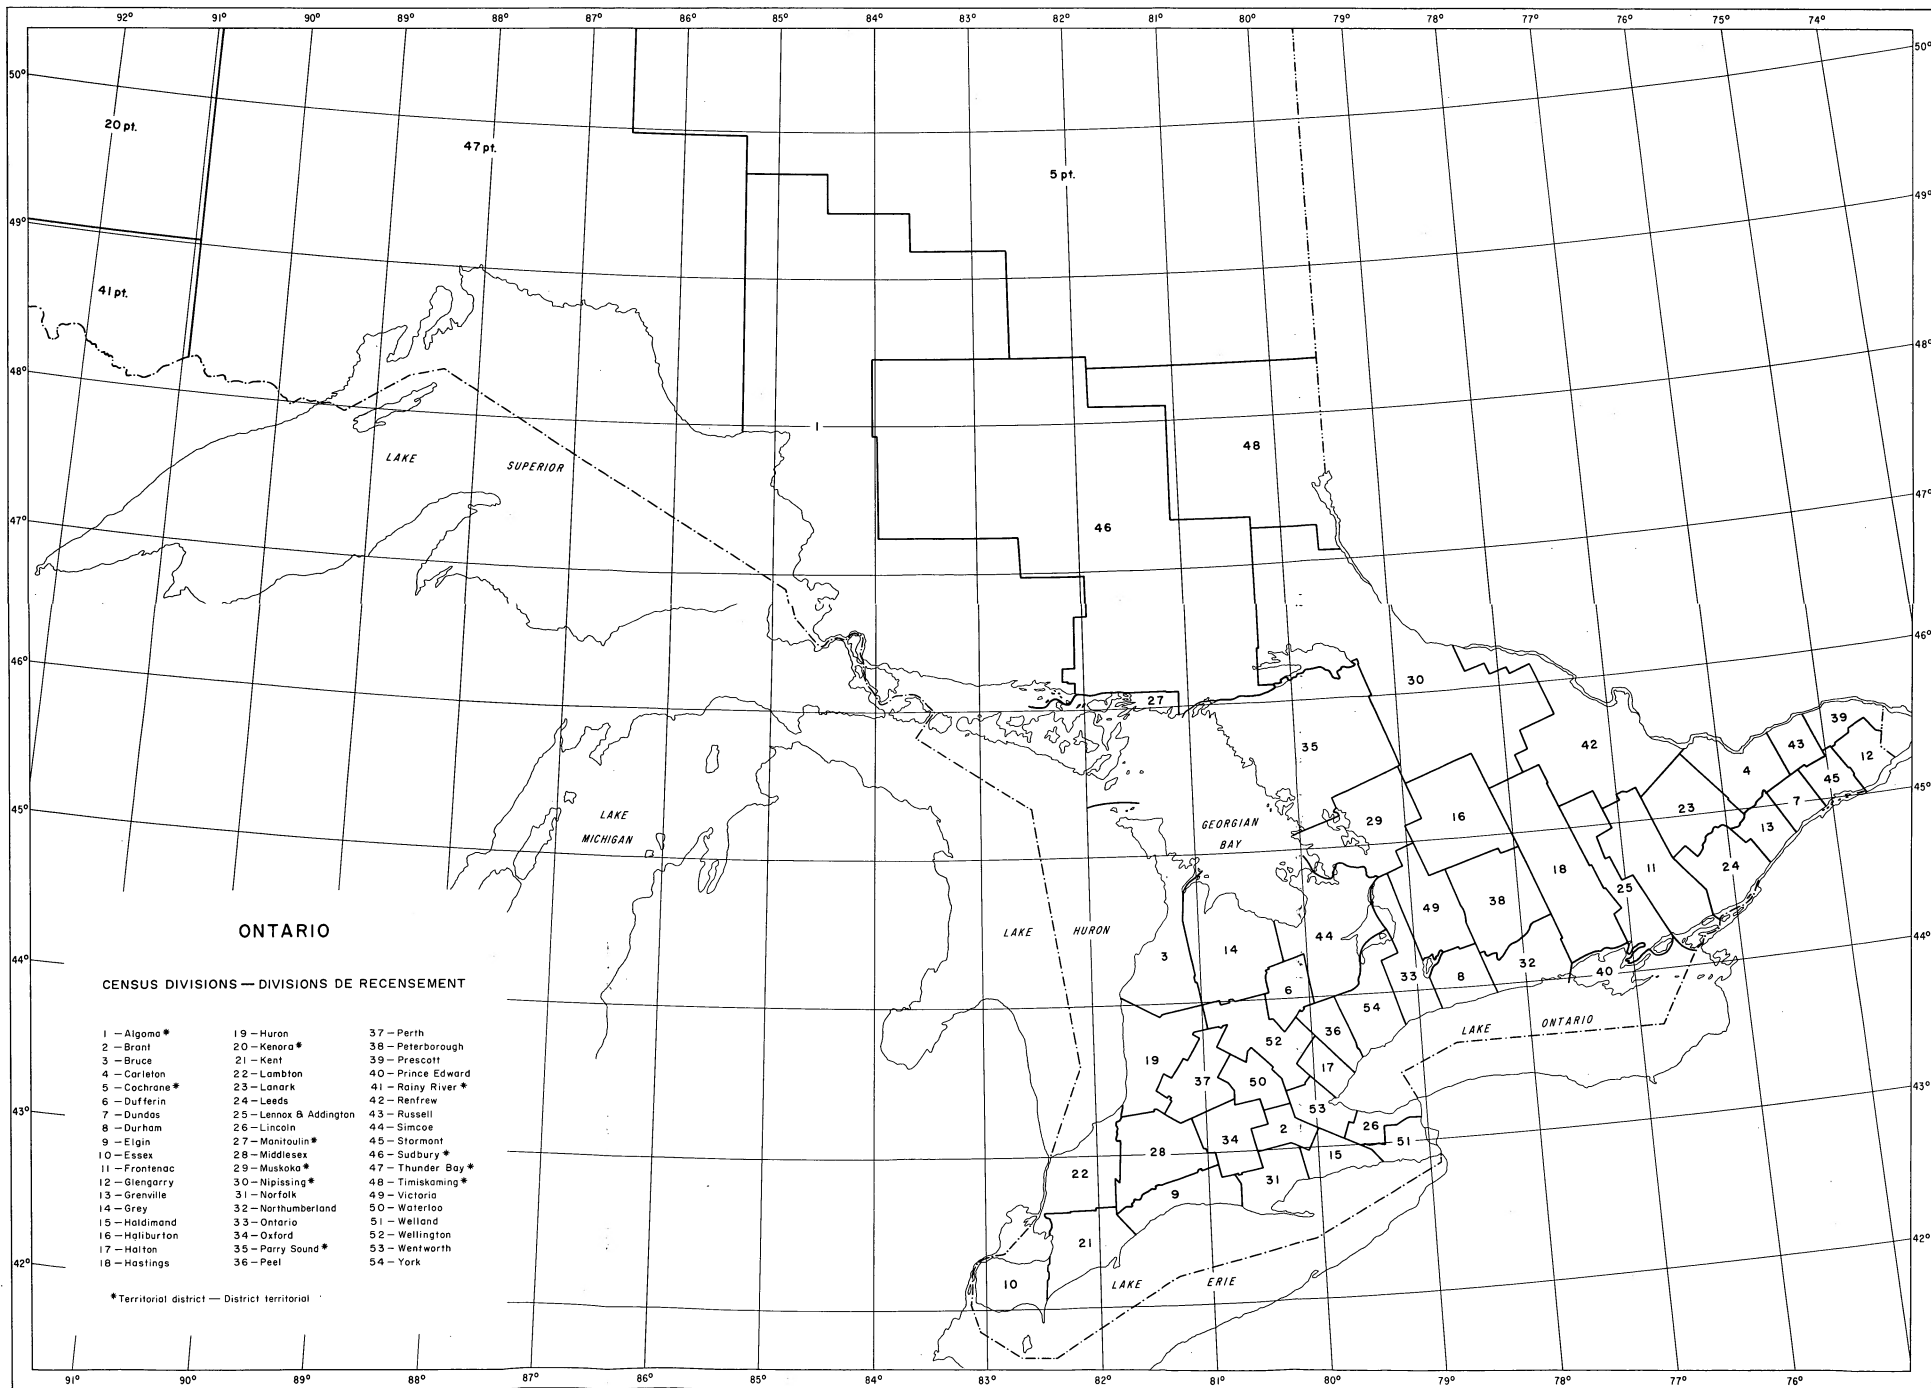 92° 91° 90° 89° 88° 87° 86° 85° 84° 83° 82° 81° 80° 79° 78° 77° 76° 75° 74°
50° 50°
20 pt.
47 pt.
5 pt.
49° 49°
41 pt.
48° 48°
1
48
LAKE SUPERIOR
47° 47°
46
46° 46°
27
30
35
39
42
43
12
4
45
45° 45°
LAKE
MICHIGAN
GEORGIAN
BAY
29
16
23
7
13
18
11
24
25
38
49
ONTARIO
LAKE HURON
44
44° 44°
3
14
33
32
40
8
6
54
CENSUS DIVISIONS — DIVISIONS DE RECENSEMENT
LAKE ONTARIO
36
52
19
17
37
50
43° 43°
53
26
2
34
51
28
15
22
31
9
42° 42°
21
10
LAKE ERIE
1 — Algoma *
2 — Brant
3 — Bruce
4 — Carleton
5 — Cochrane *
6 — Dufferin
7 — Dundas
8 — Durham
9 — Elgin
10 — Essex
11 — Frontenac
12 — Glengarry
13 — Grenville
14 — Grey
15 — Haldimand
16 — Haliburton
17 — Halton
18 — Hastings
19 — Huron
20 — Kenora *
21 — Kent
22 — Lambton
23 — Lanark
24 — Leeds
25 — Lennox & Addington
26 — Lincoln
27 — Manitoulin *
28 — Middlesex
29 — Muskoka *
30 — Nipissing *
31 — Norfolk
32 — Northumberland
33 — Ontario
34 — Oxford
35 — Parry Sound *
36 — Peel
37 — Perth
38 — Peterborough
39 — Prescott
40 — Prince Edward
41 — Rainy River *
42 — Renfrew
43 — Russell
44 — Simcoe
45 — Stormont
46 — Sudbury *
47 — Thunder Bay *
48 — Timiskaming *
49 — Victoria
50 — Waterloo
51 — Welland
52 — Wellington
53 — Wentworth
54 — York
* Territorial district — District territorial
91° 90° 89° 88° 87° 86° 85° 84° 83° 82° 81° 80° 79° 78° 77° 76°